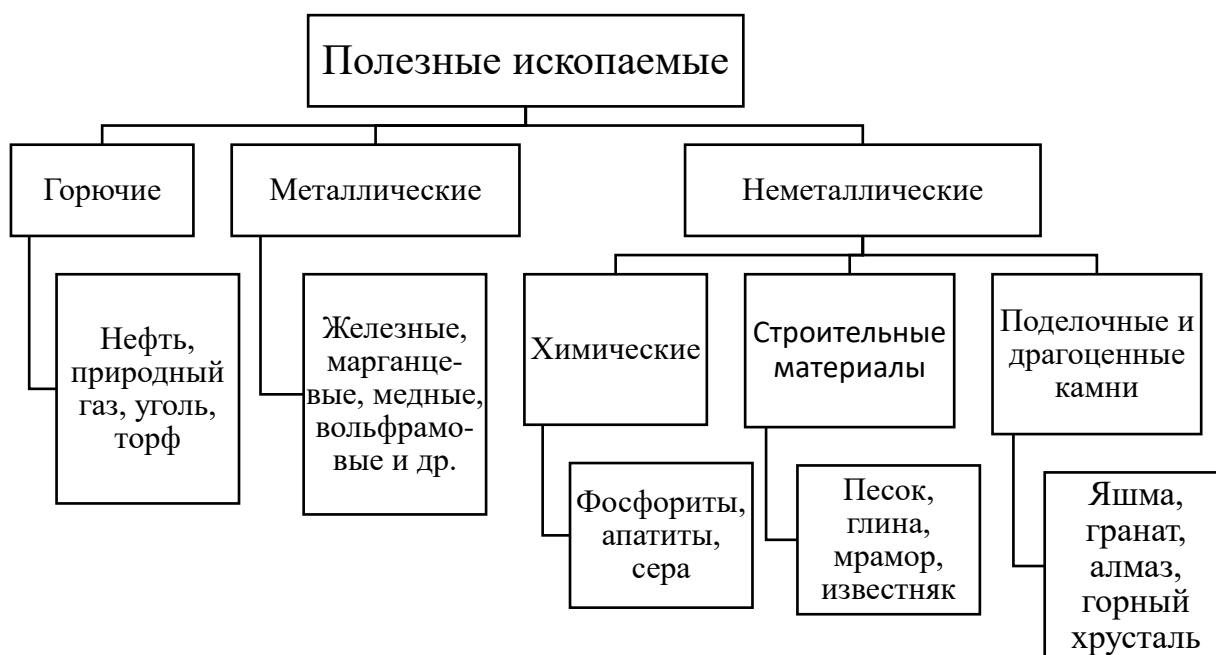 Полезные ископаемые
Горючие
Металлические
Неметаллические
Нефть,
природный
газ, уголь,
торф
Железные,
марганце-
вые, медные,
вольфрамо-
вые и др.
Химические
Строительные
материалы
Поделочные и
драгоценные
камни
Фосфориты,
апатиты,
сера
Песок,
глина,
мрамор,
известняк
Яшма,
гранат,
алмаз,
горный
хрусталь